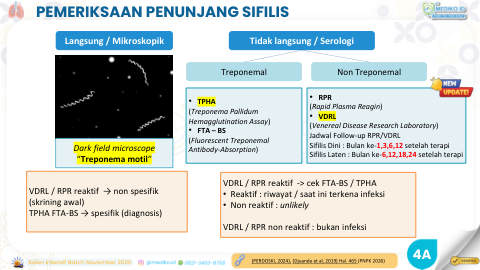 PEMERIKSAAN PENUNJANG SIFILIS
Langsung / Mikroskopik
Tidak langsung / Serologi
Treponemal
Non Treponemal
NEW
UPDATE!
• TPHA
(Treponema Pallidum
Hemagglutination Assay)
• FTA – BS
(Fluorescent Treponemal
Antibody-Absorption)
• RPR
(Rapid Plasma Reagin)
• VDRL
(Venereal Disease Research Laboratory)
Jadwal Follow-up RPR/VDRL
Sifilis Dini : Bulan ke-1,3,6,12 setelah terapi
Sifilis Laten : Bulan ke-6,12,18,24 setelah terapi
Dark field microscope
"Treponema motil"
VDRL / RPR reaktif → non spesifik
(skrining awal)
TPHA FTA-BS → spesifik (diagnosis)
VDRL / RPR reaktif -> cek FTA-BS / TPHA
• Reaktif : riwayat / saat ini terkena infeksi
• Non reaktif : unlikely
VDRL / RPR non reaktif : bukan infeksi
4A